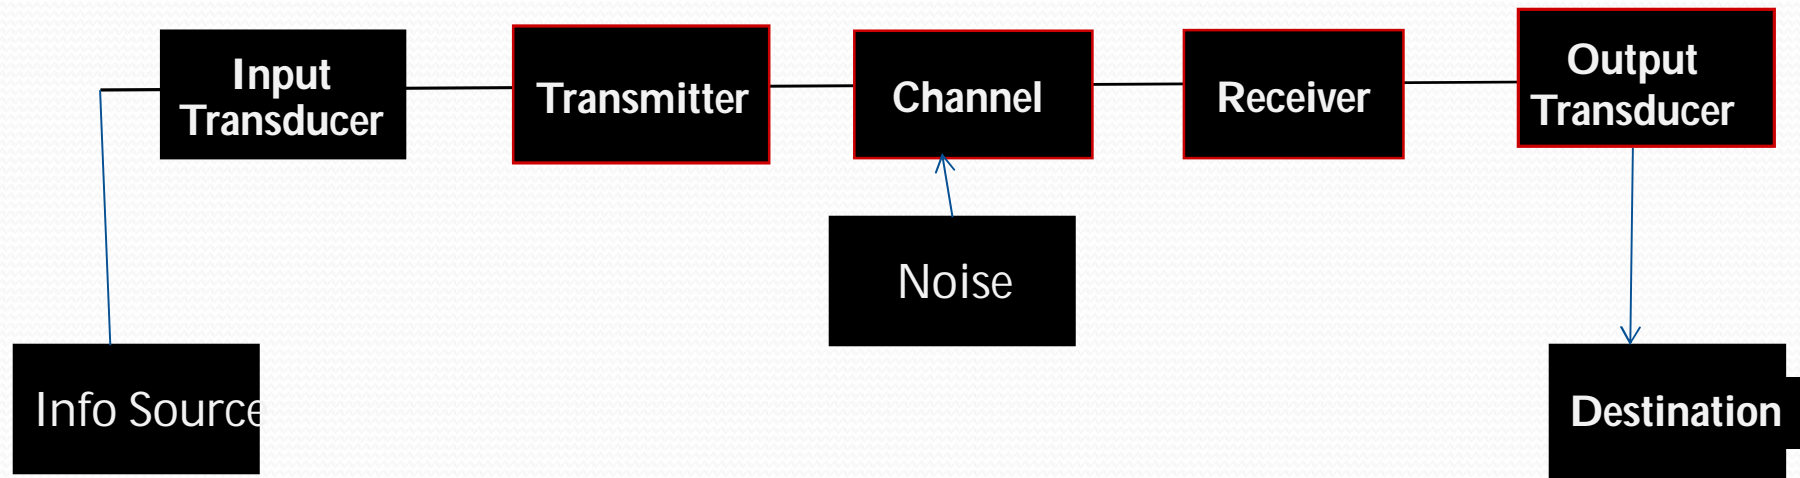 Input
Transducer
Transmitter
Channel
Receiver
Output
Transducer
Noise
Info Source
Destination